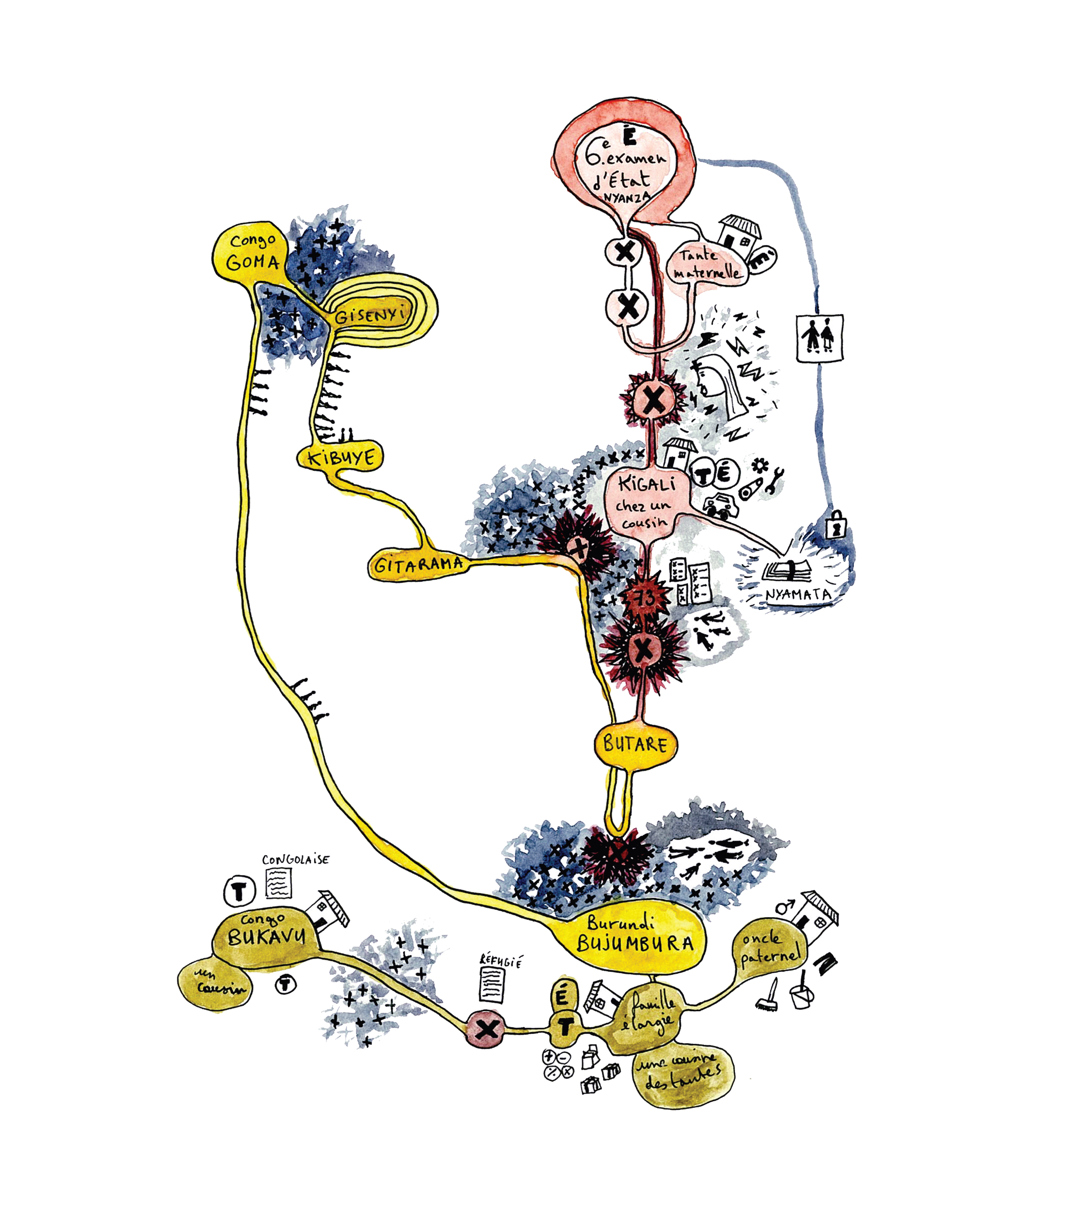 É
6e examen
d'État
NYANZA
X
Tante
maternelle
É
X
Congo
GOMA
GISENYI
X
KIBUYE
KIGALI
chez un
cousin
T É
GITARAMA
73
NYAMATA
X
BUTARE
X
CONGOLAISE
T
Congo
BUKAVU
un
cousin
T
Burundi
BUJUMBURA
oncle
paternel
RÉFUGIÉ
X
É
T
famille
élargie
une cousine
des tantes